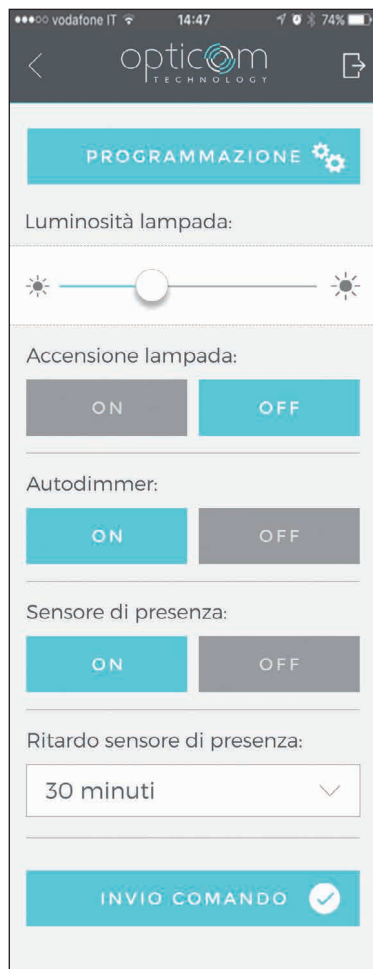 vodafone IT 14:47 74%
opticom
TECHNOLOGY
PROGRAMMAZIONE
Luminosità lampada:
Accensione lampada:
ON OFF
Autodimmer:
ON OFF
Sensore di presenza:
ON OFF
Ritardo sensore di presenza:
30 minuti
INVIO COMANDO